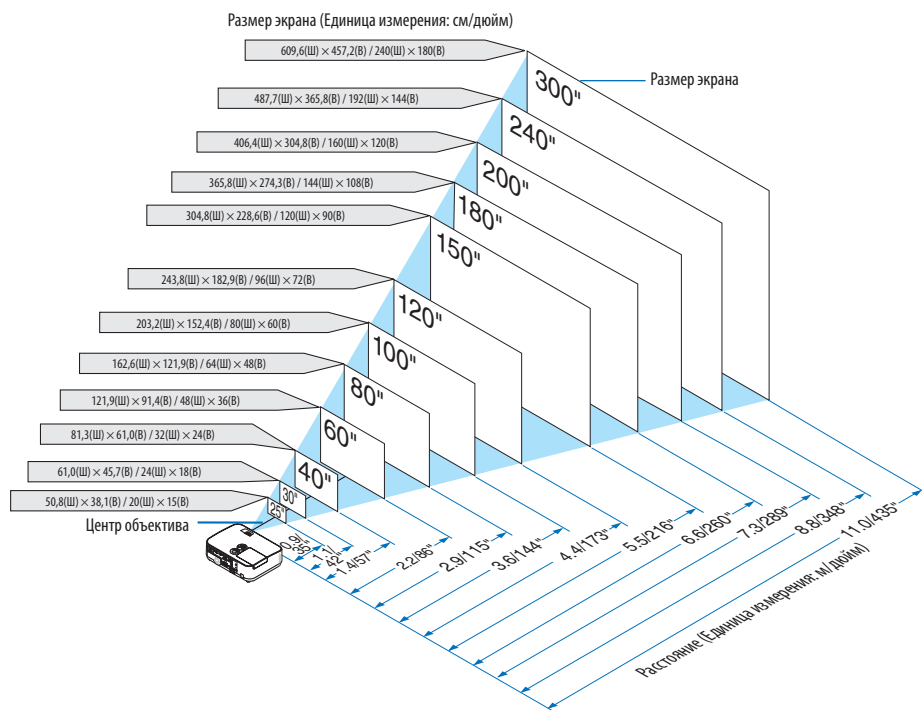 Размер экрана (Единица измерения: см/дюйм)
609,6(Ш) × 457,2(В) / 240(Ш) × 180(В)
Размер экрана
300"
487,7(Ш) × 365,8(В) / 192(Ш) × 144(В)
240"
406,4(Ш) × 304,8(В) / 160(Ш) × 120(В)
200"
365,8(Ш) × 274,3(В) / 144(Ш) × 108(В)
180"
304,8(Ш) × 228,6(В) / 120(Ш) × 90(В)
150"
243,8(Ш) × 182,9(В) / 96(Ш) × 72(В)
120"
203,2(Ш) × 152,4(В) / 80(Ш) × 60(В)
100"
162,6(Ш) × 121,9(В) / 64(Ш) × 48(В)
80"
121,9(Ш) × 91,4(В) / 48(Ш) × 36(В)
60"
81,3(Ш) × 61,0(В) / 32(Ш) × 24(В)
40"
61,0(Ш) × 45,7(В) / 24(Ш) × 18(В)
30"
50,8(Ш) × 38,1(В) / 20(Ш) × 15(В)
25"
Центр объектива
0.9/
35"
1.1/
42"
1.4/57"
2.2/86"
2.9/115"
3.6/144"
4.4/173"
5.5/216"
6.6/260"
7.3/289"
8.8/348"
11.0/435"
Расстояние (Единица измерения: м/дюйм)